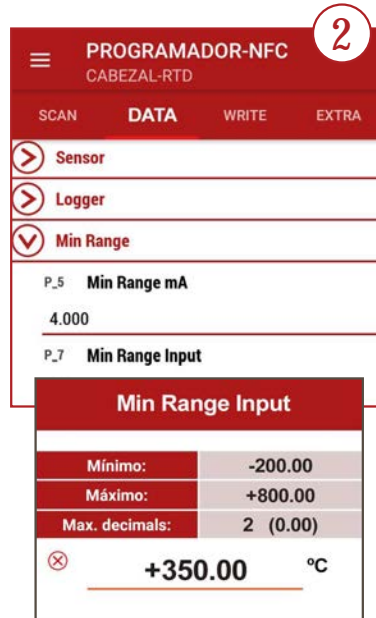 2
PROGRAMADOR-NFC
CABEZAL-RTD
SCAN DATA WRITE EXTRA
Sensor
Logger
Min Range
P_5 Min Range mA
4.000
P_7 Min Range Input
Min Range Input
Mínimo: -200.00
Máximo: +800.00
Max. decimals: 2 (0.00)
+350.00 ºC